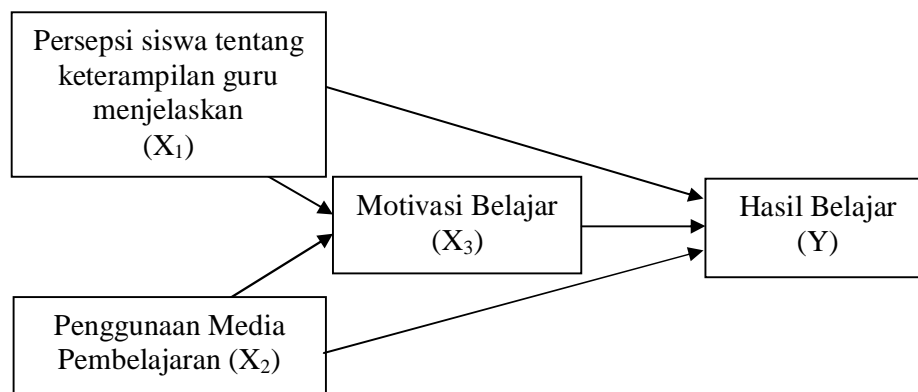 Persepsi siswa tentang
keterampilan guru
menjelaskan
(X₁)
Motivasi Belajar
(X₃)
Hasil Belajar
(Y)
Penggunaan Media
Pembelajaran (X₂)